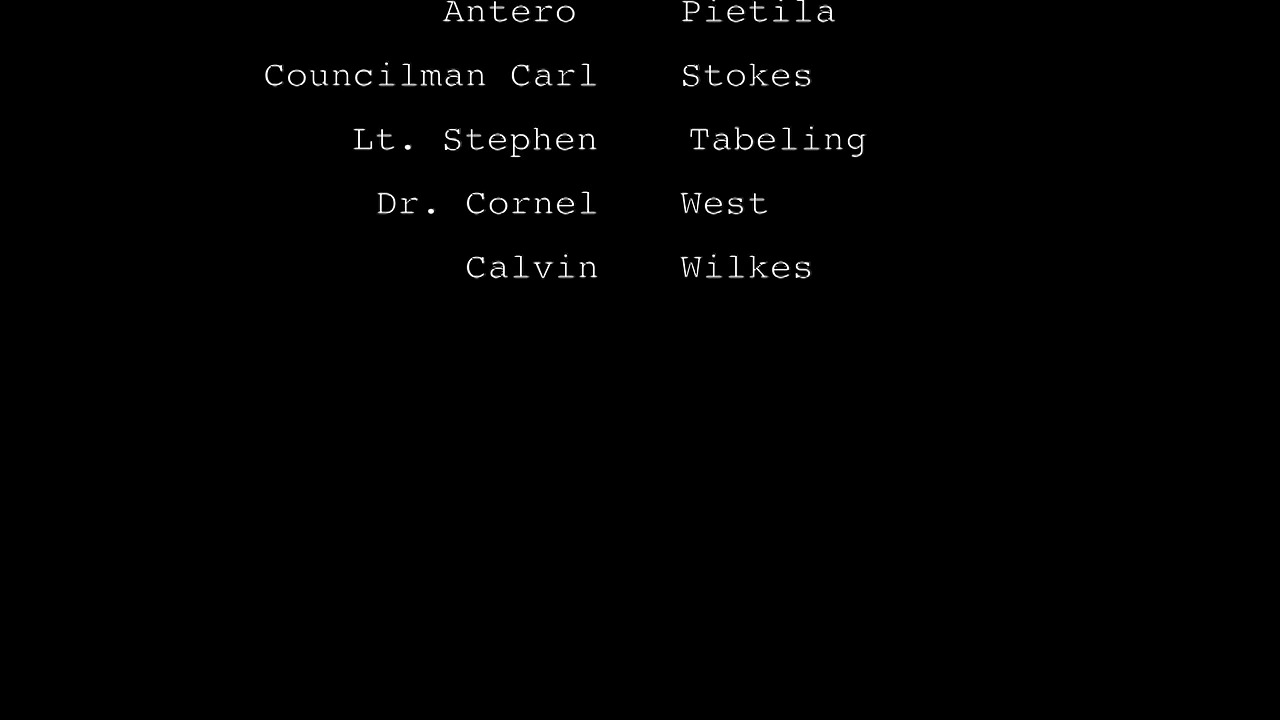 Antero Pietila
Councilman Carl Stokes
Lt. Stephen Tabeling
Dr. Cornel West
Calvin Wilkes